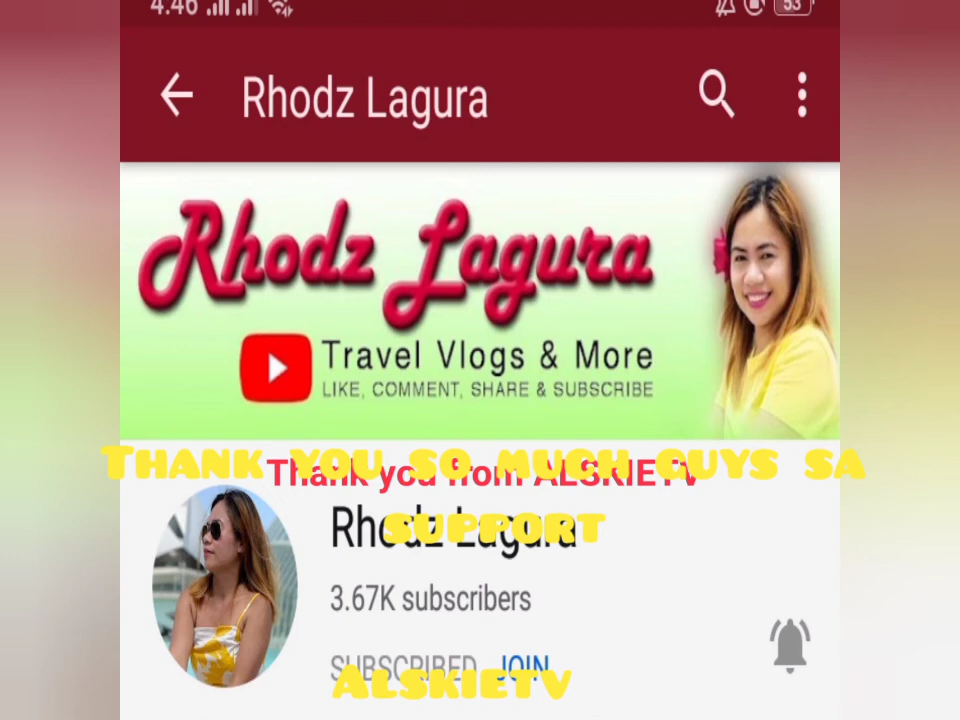 4:46
53
Rhodz Lagura
Rhodz Lagura
Travel Vlogs & More
LIKE, COMMENT, SHARE & SUBSCRIBE
Thank you so much guys sa
Thank you from ALSKIETV
support
Rhodz Lagura
3.67K subscribers
SUBSCRIBED JOIN
Alskietv